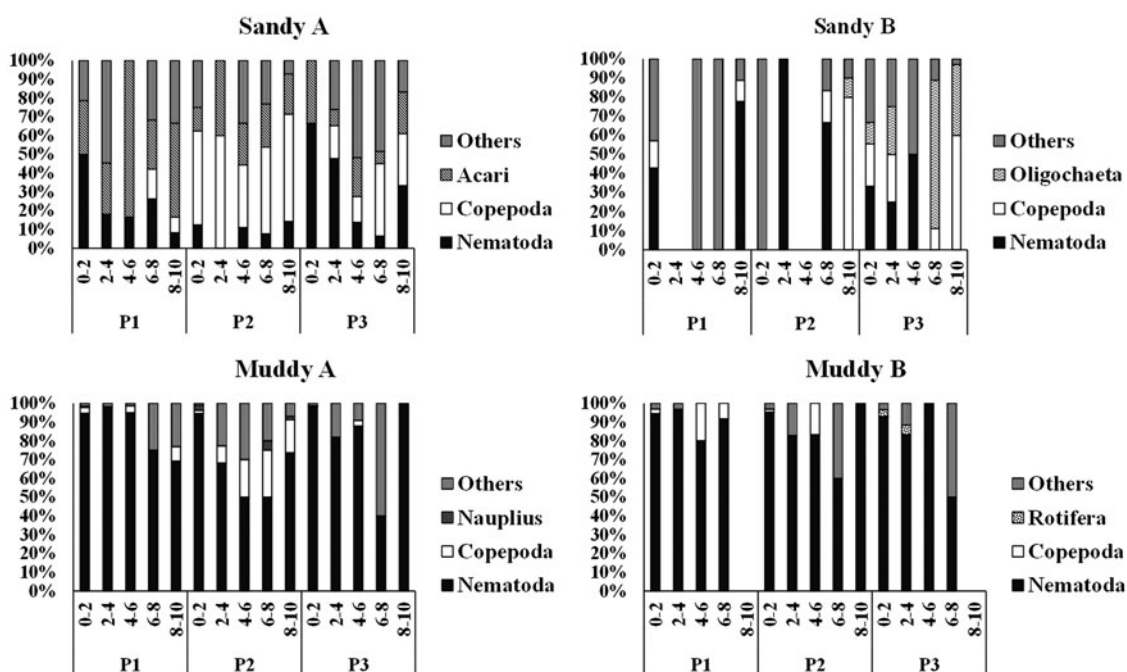 Sandy A
100%
90%
80%
70%
60%
50%
40%
30%
20%
10%
0%
0-2 2-4 4-6 6-8 8-10 0-2 2-4 4-6 6-8 8-10 0-2 2-4 4-6 6-8 8-10
P1 P2 P3
Others
Acari
Copepoda
Nematoda
Sandy B
100%
90%
80%
70%
60%
50%
40%
30%
20%
10%
0%
0-2 2-4 4-6 6-8 8-10 0-2 2-4 4-6 6-8 8-10 0-2 2-4 4-6 6-8 8-10
P1 P2 P3
Others
Oligochaeta
Copepoda
Nematoda
Muddy A
100%
90%
80%
70%
60%
50%
40%
30%
20%
10%
0%
0-2 2-4 4-6 6-8 8-10 0-2 2-4 4-6 6-8 8-10 0-2 2-4 4-6 6-8 8-10
P1 P2 P3
Others
Nauplius
Copepoda
Nematoda
Muddy B
100%
90%
80%
70%
60%
50%
40%
30%
20%
10%
0%
0-2 2-4 4-6 6-8 8-10 0-2 2-4 4-6 6-8 8-10 0-2 2-4 4-6 6-8 8-10
P1 P2 P3
Others
Rotifera
Copepoda
Nematoda